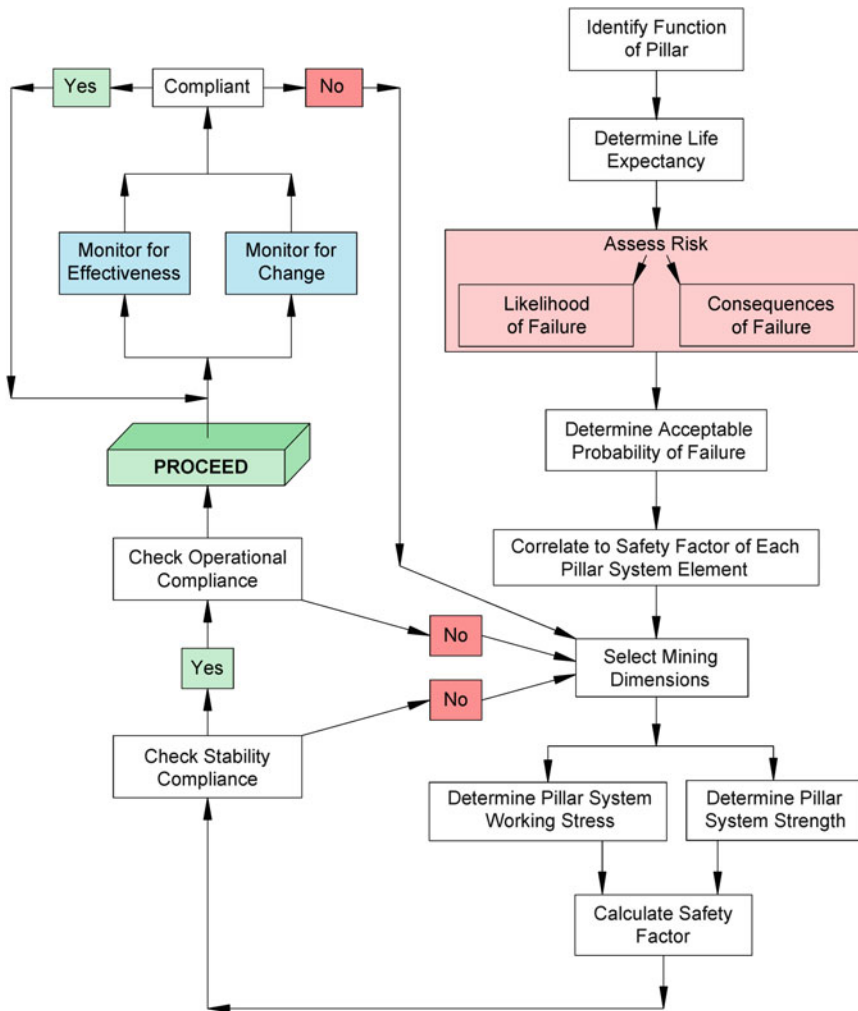 Identify Function
of Pillar
Yes
Compliant
No
Determine Life
Expectancy
Monitor for
Effectiveness
Monitor for
Change
Assess Risk
Likelihood
of Failure
Consequences
of Failure
Determine Acceptable
Probability of Failure
PROCEED
Check Operational
Compliance
Correlate to Safety Factor of Each
Pillar System Element
No
Select Mining
Dimensions
Yes
No
Check Stability
Compliance
Determine Pillar System
Working Stress
Determine Pillar
System Strength
Calculate Safety
Factor